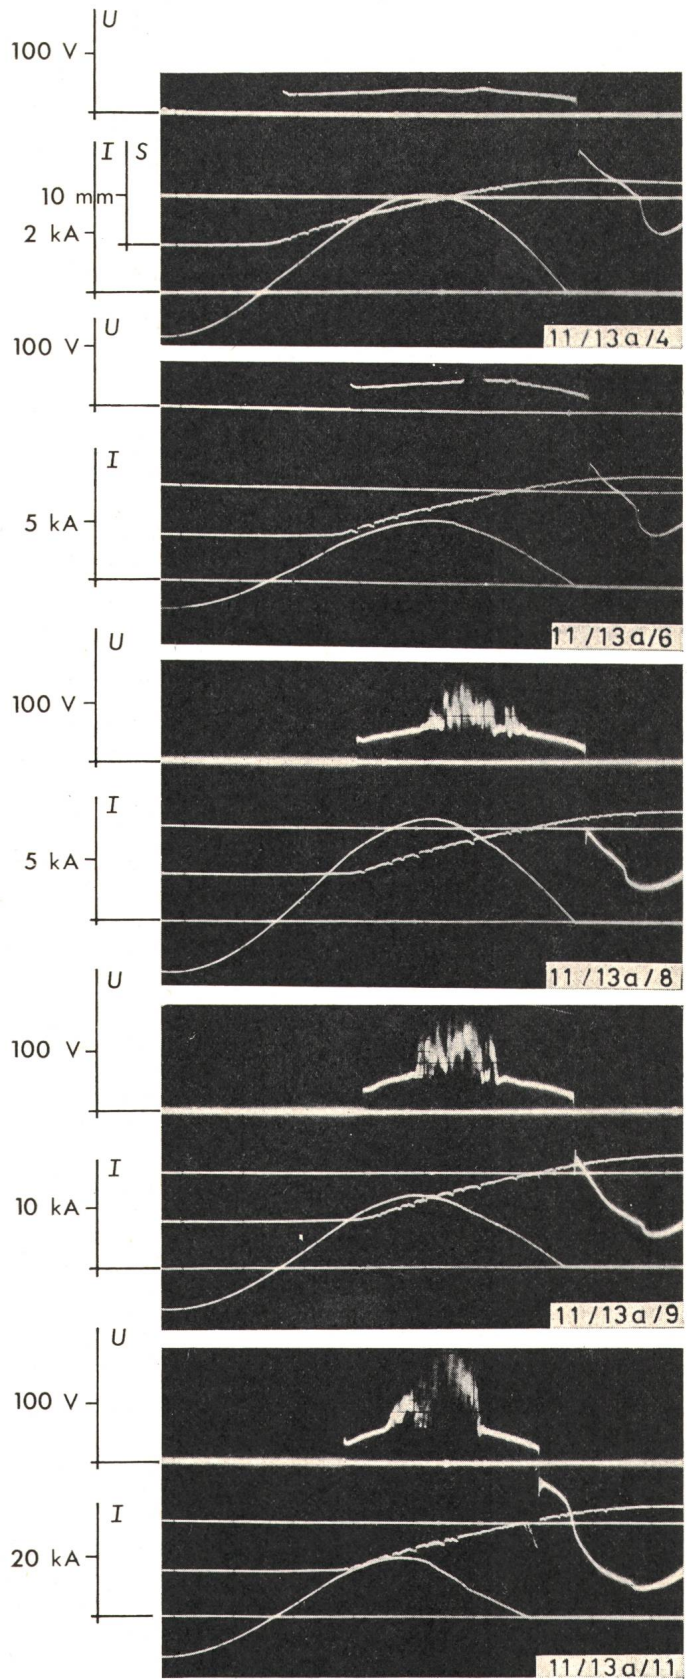 U
100 V
I S
10 mm
2 kA
11/13a/4
U
100 V
I
5 kA
11/13a/6
U
100 V
I
5 kA
11/13a/8
U
100 V
I
10 kA
11/13a/9
U
100 V
I
20 kA
11/13a/11